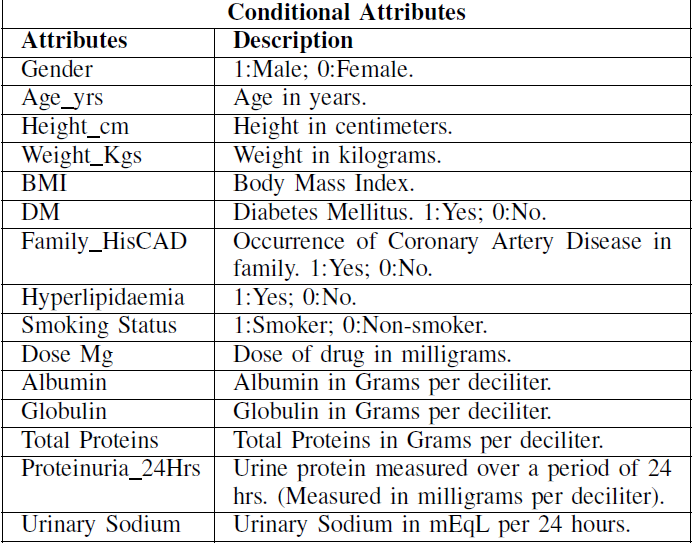 Conditional Attributes
Attributes Description
Gender 1:Male; 0:Female.
Age_yrs Age in years.
Height_cm Height in centimeters.
Weight_Kgs Weight in kilograms.
BMI Body Mass Index.
DM Diabetes Mellitus. 1:Yes; 0:No.
Family_HisCAD Occurrence of Coronary Artery Disease in
family. 1:Yes; 0:No.
Hyperlipidaemia 1:Yes; 0:No.
Smoking Status 1:Smoker; 0:Non-smoker.
Dose Mg Dose of drug in milligrams.
Albumin Albumin in Grams per deciliter.
Globulin Globulin in Grams per deciliter.
Total Proteins Total Proteins in Grams per deciliter.
Proteinuria_24Hrs Urine protein measured over a period of 24
hrs. (Measured in milligrams per deciliter).
Urinary Sodium Urinary Sodium in mEqL per 24 hours.